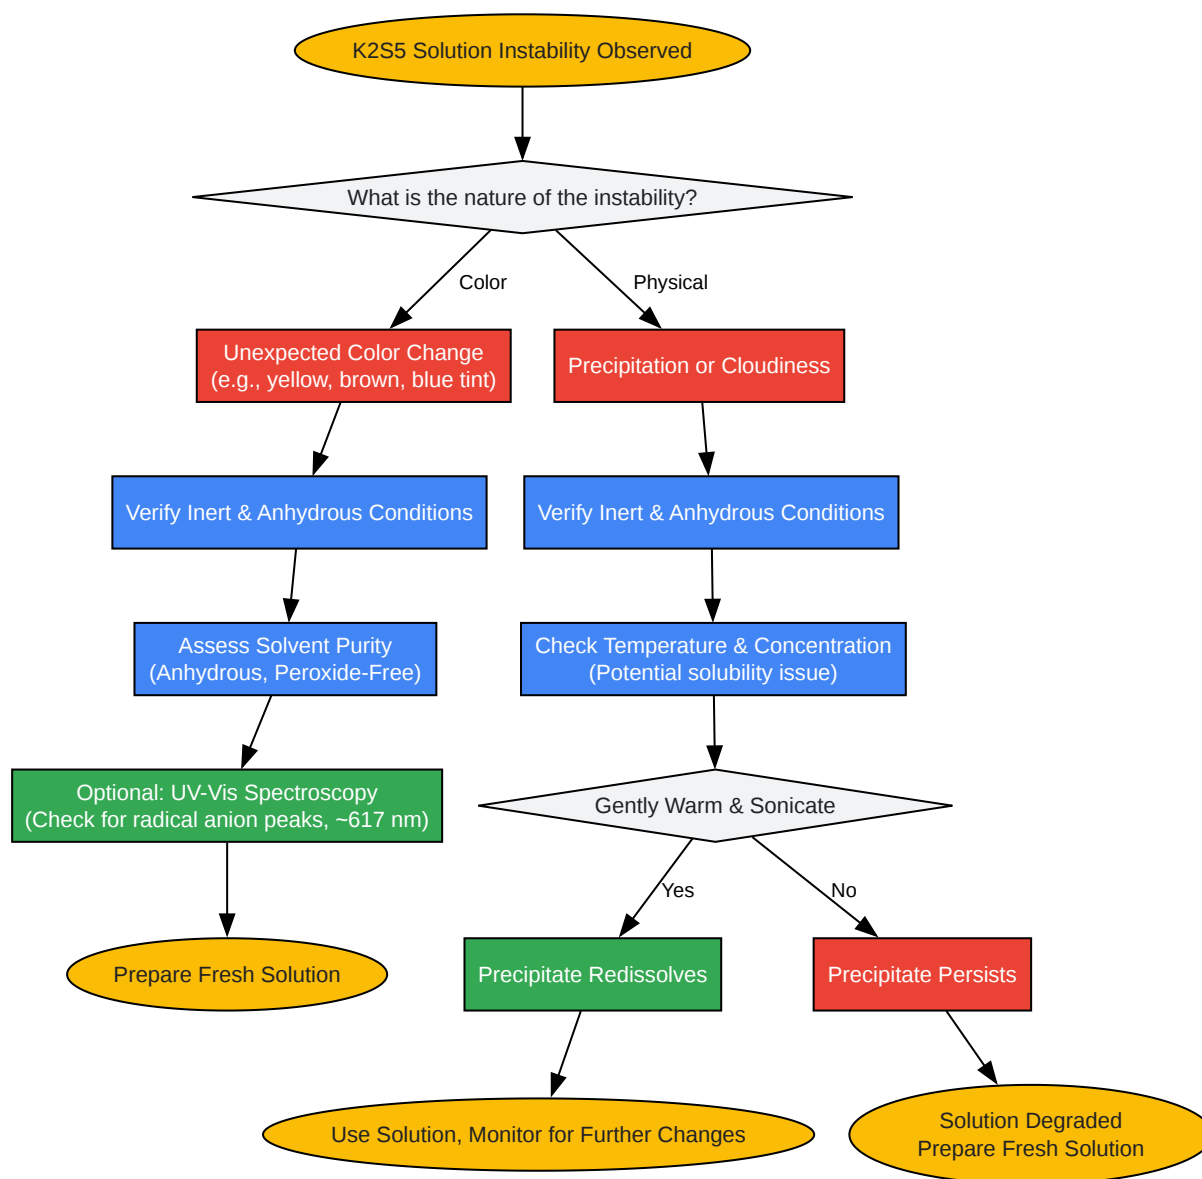 K2S5 Solution Instability Observed
What is the nature of the instability?
Color
Physical
Unexpected Color Change
(e.g., yellow, brown, blue tint)
Precipitation or Cloudiness
Verify Inert & Anhydrous Conditions
Verify Inert & Anhydrous Conditions
Assess Solvent Purity
(Anhydrous, Peroxide-Free)
Check Temperature & Concentration
(Potential solubility issue)
Optional: UV-Vis Spectroscopy
(Check for radical anion peaks, ~617 nm)
Gently Warm & Sonicate
Yes
No
Prepare Fresh Solution
Precipitate Redissolves
Precipitate Persists
Use Solution, Monitor for Further Changes
Solution Degraded
Prepare Fresh Solution